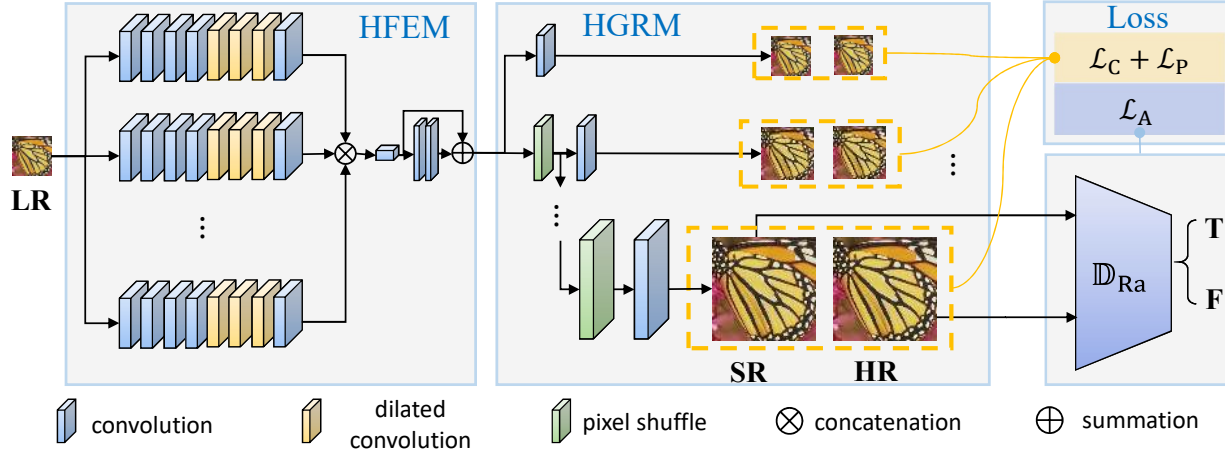 HFEM
HGRM
Loss
ℒC + ℒP
ℒA
LR
⋮
⋮
⋮
𝔻Ra
T
F
SR
HR
convolution
dilated
convolution
pixel shuffle
concatenation
summation